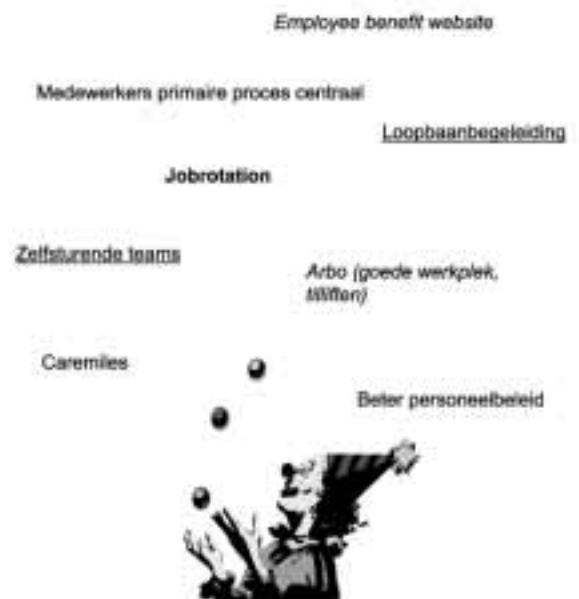 Employee benefit website
Medewerkers primaire proces centraal
Loopbaanbegeleiding
Jobrotation
Zelfsturende teams
Arbo (goede werkplek,
tilliften)
Caremiles
Beter personeelbeleid